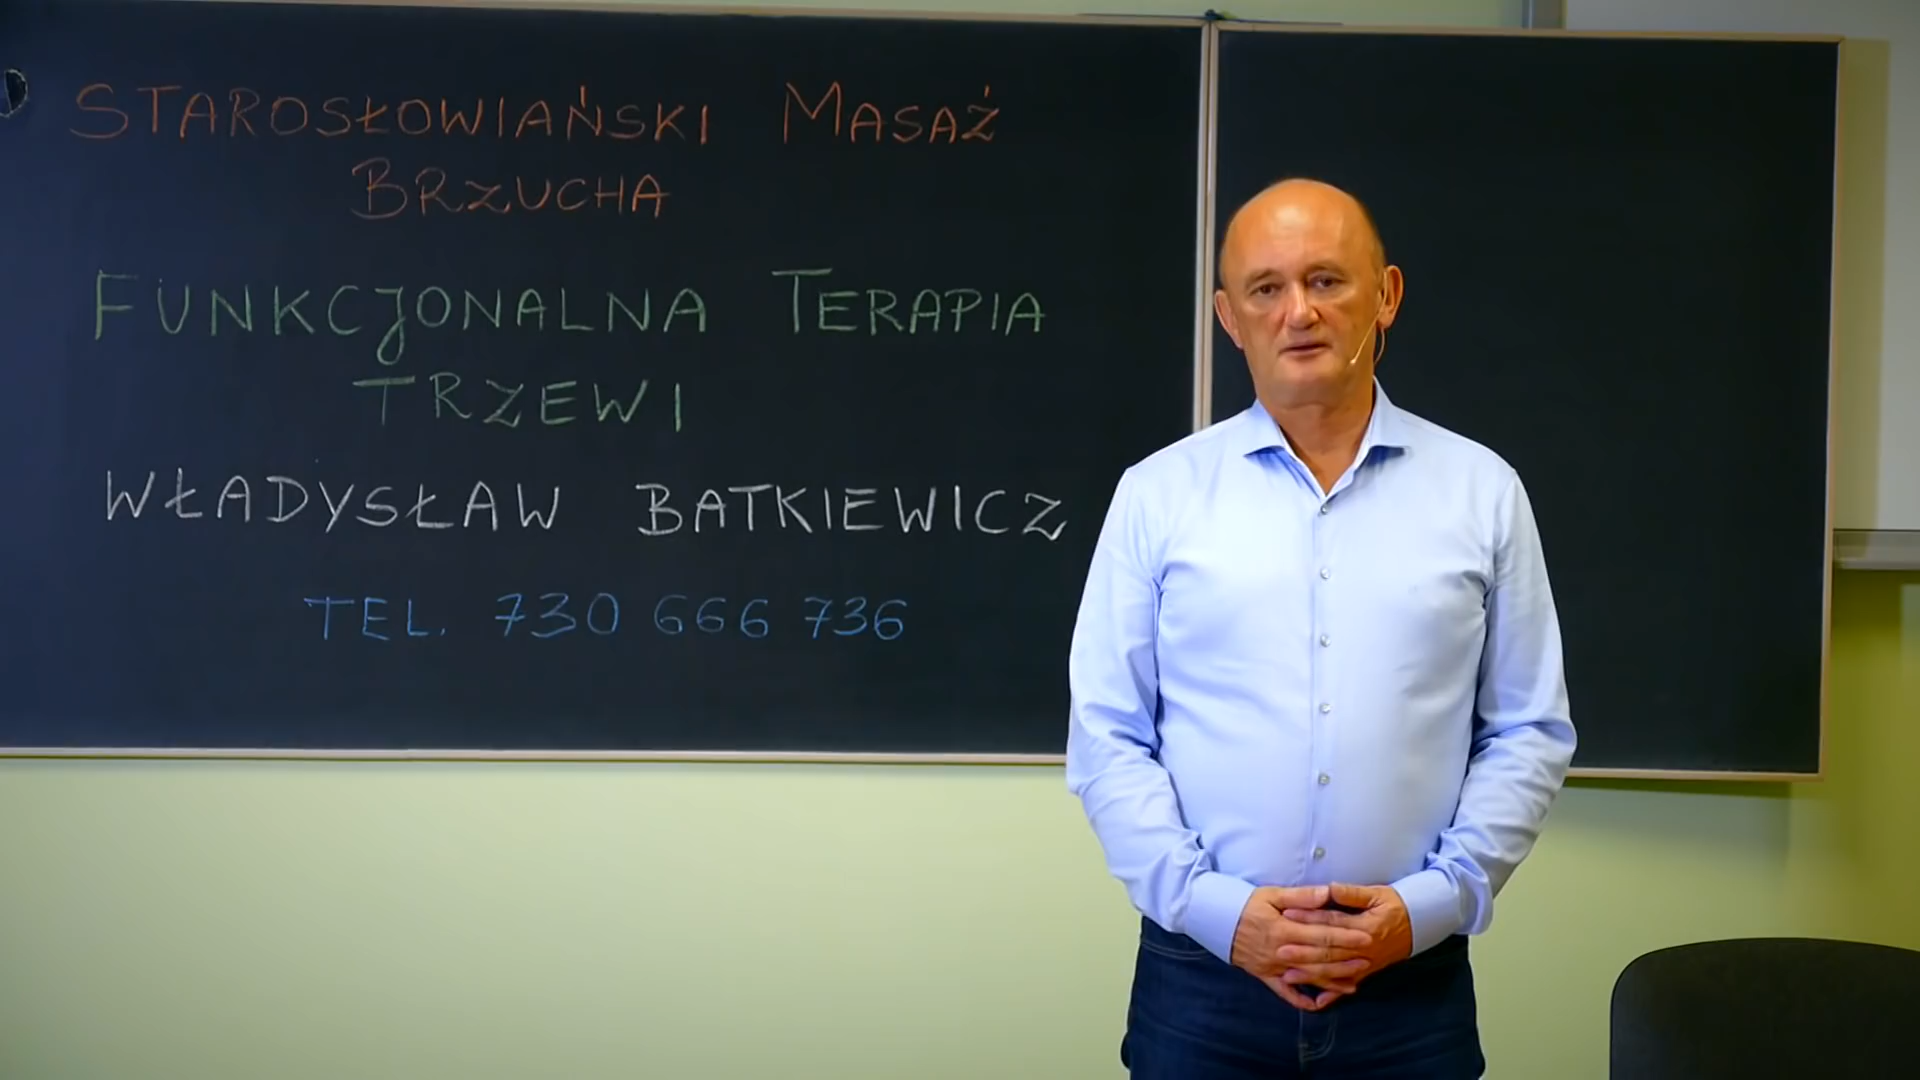 STAROSŁOWIAŃSKI MASAŻ
BRZUCHA
FUNKCJONALNA TERAPIA
TRZEWI
WŁADYSŁAW BATKIEWICZ
TEL. 730 666 736